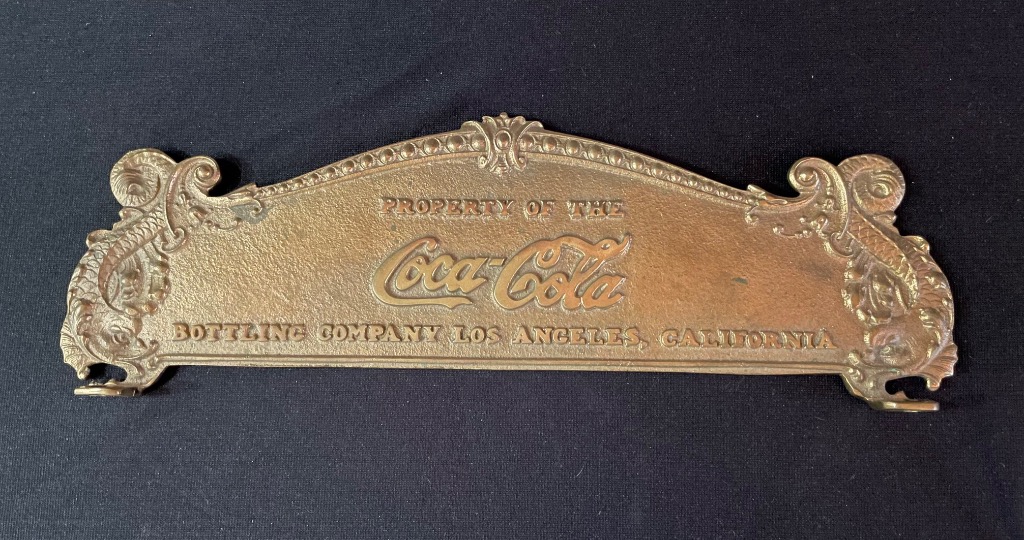 PROPERTY OF THE
Coca-Cola
BOTTLING COMPANY LOS ANGELES, CALIFORNIA